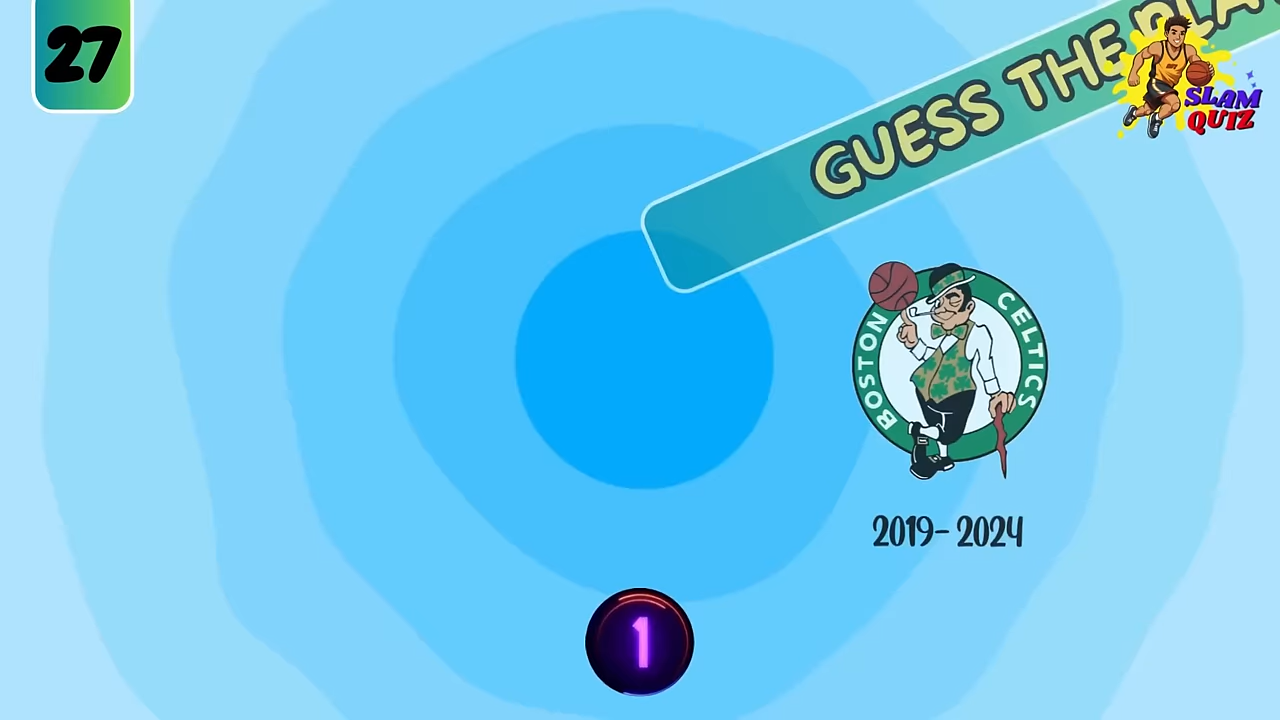 27
GUESS THE
SLAM
QUIZ
BOSTON
CELTICS
2019-2024
1